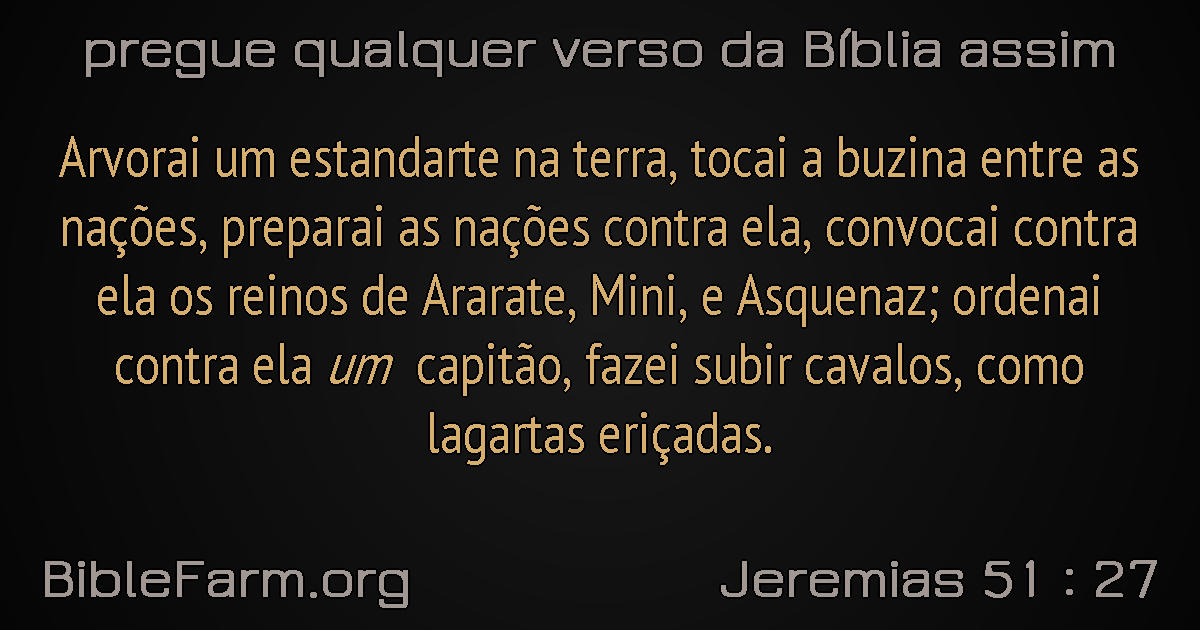 pregue qualquer verso da Bíblia assim
Arvorai um estandarte na terra, tocai a buzina entre as
nações, preparai as nações contra ela, convocai contra
ela os reinos de Ararate, Mini, e Asquenaz; ordenai
contra ela um capitão, fazei subir cavalos, como
lagartas eriçadas.
BibleFarm.org
Jeremias 51 : 27